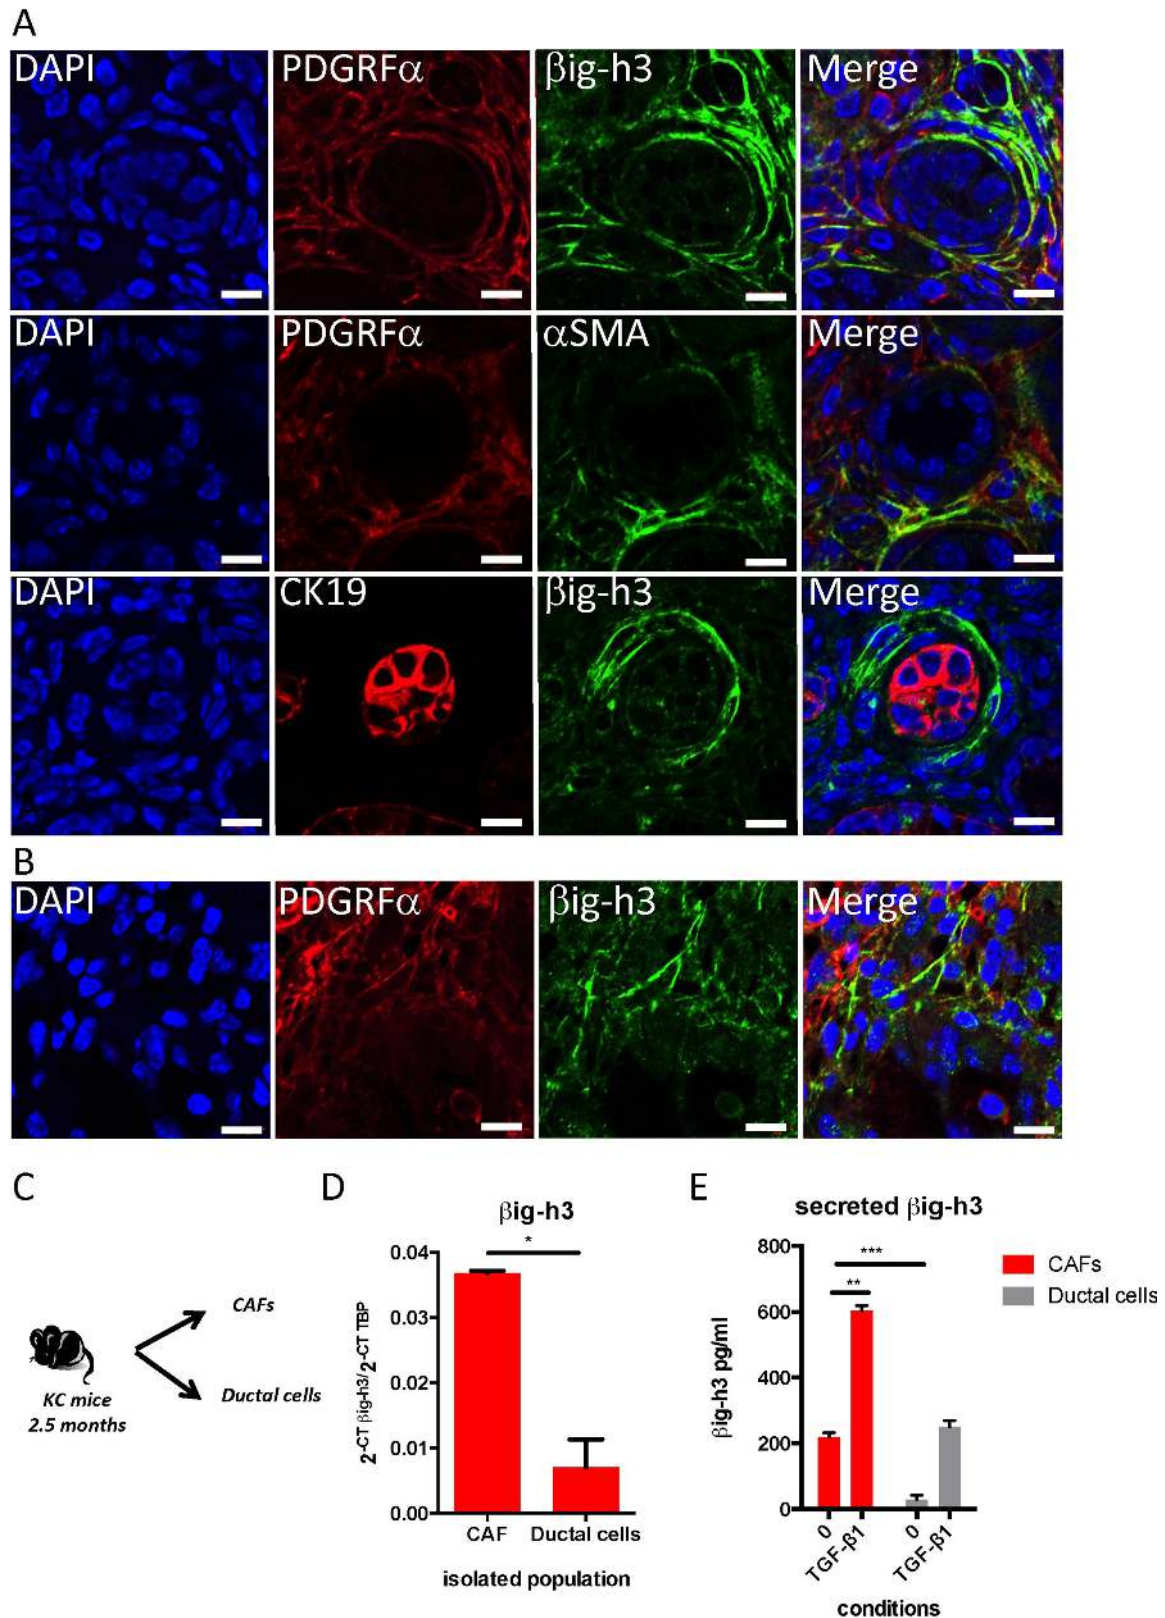 A
DAPI PDGRFα βig-h3 Merge
DAPI PDGRFα αSMA Merge
DAPI CK19 βig-h3 Merge
B
DAPI PDGRFα βig-h3 Merge
C
CAFs
Ductal cells
KC mice
2.5 months
D
βig-h3
*
2-CT βig-h3/2-CT TBP
0.04
0.03
0.02
0.01
0.00
CAF Ductal cells
isolated population
E
secreted βig-h3
***
**
βig-h3 pg/ml
800
600
400
200
0
0 TGF-β1 0 TGF-β1
conditions
CAFs
Ductal cells